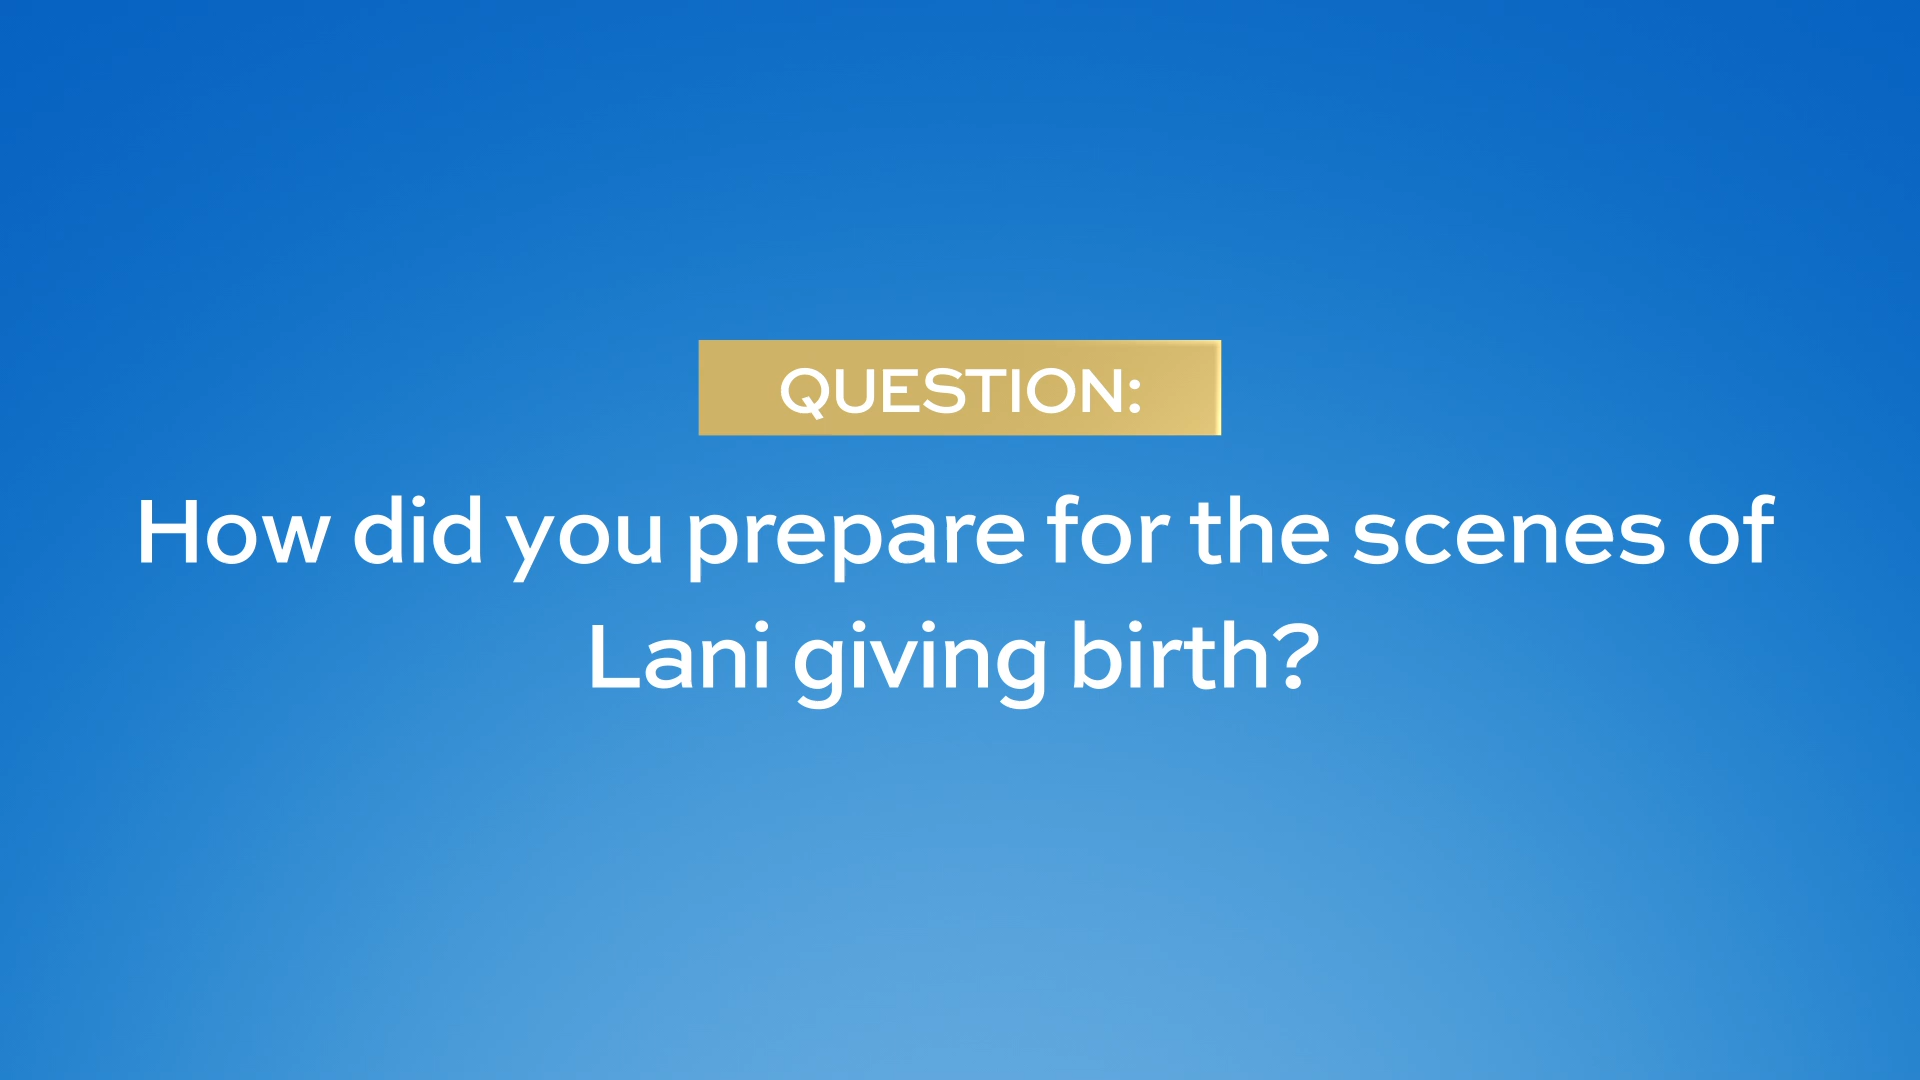 QUESTION:
How did you prepare for the scenes of
Lani giving birth?